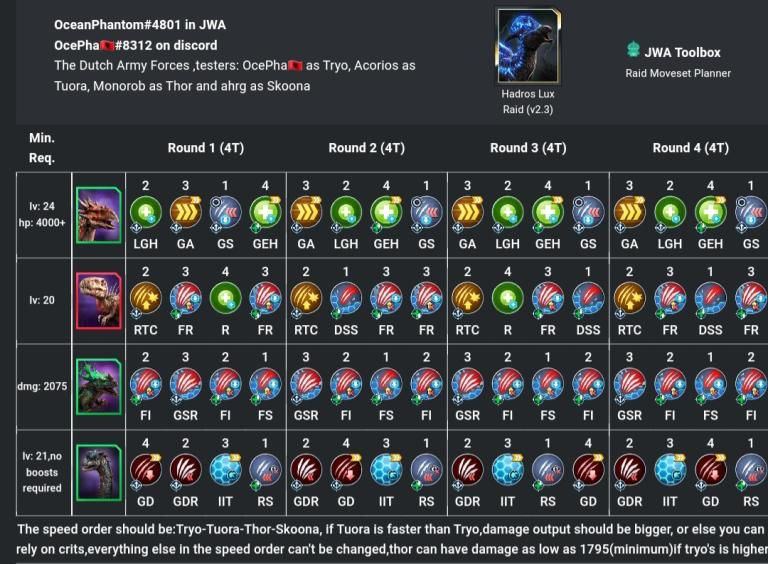 OceanPhantom#4801 in JWA
OcePha🇦🇱#8312 on discord
The Dutch Army Forces ,testers: OcePha🇦🇱 as Tryo, Acorios as
Tuora, Monorob as Thor and ahrg as Skoona
Hadros Lux
Raid (v2.3)
JWA Toolbox
Raid Moveset Planner
Min.
Req.
Round 1 (4T) Round 2 (4T) Round 3 (4T) Round 4 (4T)
lv: 24
hp: 4000+
2 3 1 4 3 2 4 1 3 2 4 1 3 2 4 1
LGH GA GS GEH GA LGH GEH GS GA LGH GEH GS GA LGH GEH GS
lv: 20
2 3 4 3 2 1 3 3 2 4 3 1 2 3 1 3
RTC FR R FR RTC DSS FR FR RTC R FR DSS RTC FR DSS FR
dmg: 2075
2 3 2 1 3 2 1 2 3 2 1 2 3 2 1 2
FI GSR FI FS GSR FI FS FI GSR FI FS FI GSR FI FS FI
lv: 21,no
boosts
required
4 2 3 1 2 4 3 1 2 3 1 4 2 3 4 1
GD GDR IIT RS GDR GD IIT RS GDR IIT RS GD GDR IIT GD RS
The speed order should be:Tryo-Tuora-Thor-Skoona, if Tuora is faster than Tryo,damage output should be bigger, or else you can
rely on crits,everything else in the speed order can't be changed,thor can have damage as low as 1795(minimum)if tryo's is higher